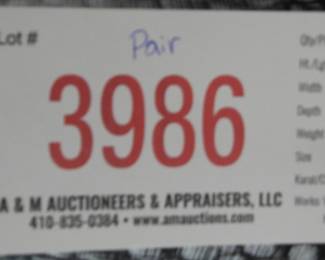 Lot #
Pair
3986
A & M AUCTIONEERS & APPRAISERS, LLC
410-835-0384 • www.amauctions.com
Qty/P
Ht./Lg
Width
Depth
Weight
Size
Karat/C
Works